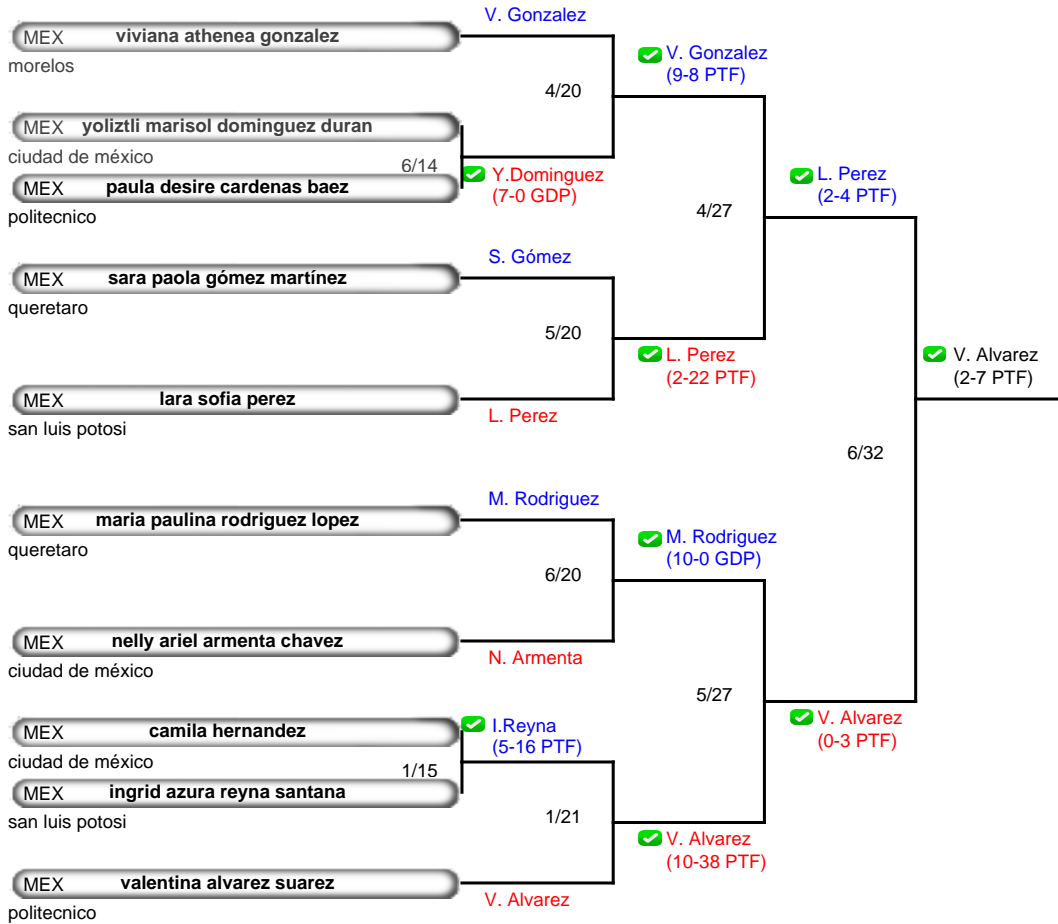 V. Gonzalez
MEX viviana athenea gonzalez
morelos
V. Gonzalez
(9-8 PTF)
4/20
MEX yoliztli marisol dominguez duran
ciudad de méxico
6/14
Y.Dominguez
(7-0 GDP)
MEX paula desire cardenas baez
politecnico
L. Perez
(2-4 PTF)
4/27
S. Gómez
MEX sara paola gómez martínez
queretaro
5/20
L. Perez
(2-22 PTF)
V. Alvarez
(2-7 PTF)
MEX lara sofia perez
san luis potosi
L. Perez
6/32
M. Rodriguez
MEX maria paulina rodriguez lopez
queretaro
M. Rodriguez
(10-0 GDP)
6/20
MEX nelly ariel armenta chavez
ciudad de méxico
N. Armenta
5/27
MEX camila hernandez
ciudad de méxico
I.Reyna
(5-16 PTF)
V. Alvarez
(0-3 PTF)
1/15
MEX ingrid azura reyna santana
san luis potosi
1/21
V. Alvarez
(10-38 PTF)
MEX valentina alvarez suarez
politecnico
V. Alvarez